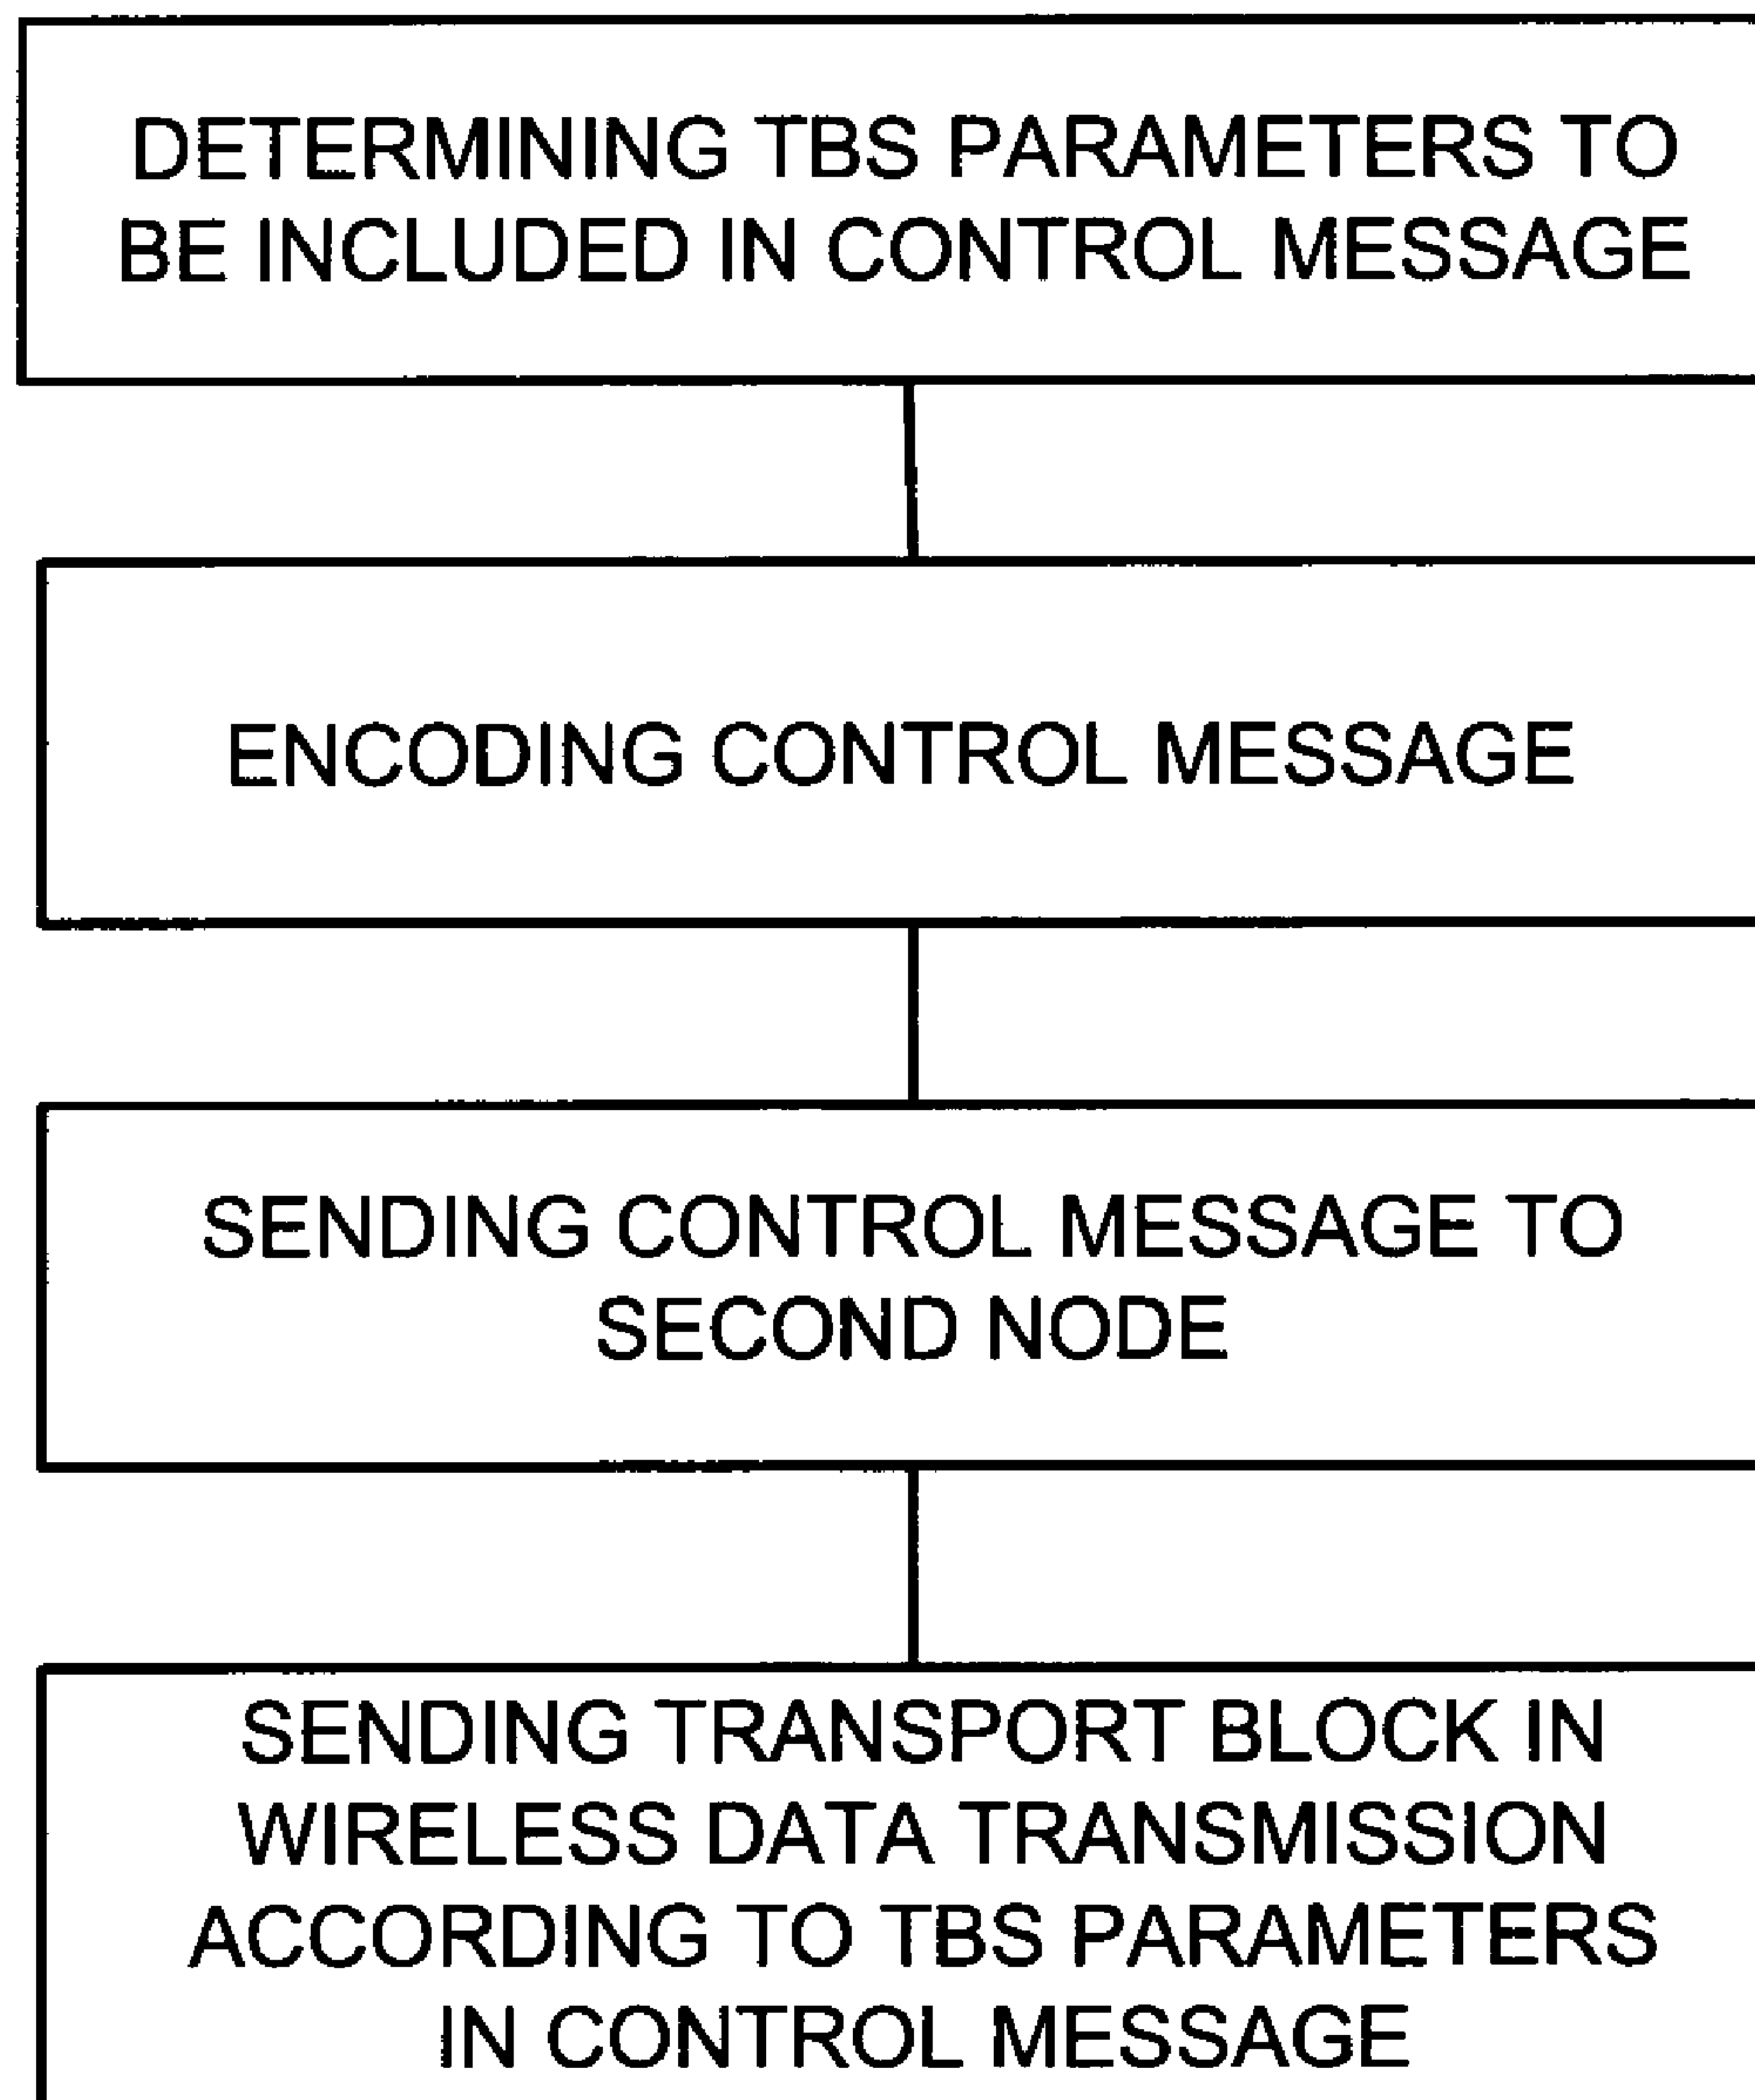 DETERMINING TBS PARAMETERS TO
BE INCLUDED IN CONTROL MESSAGE
ENCODING CONTROL MESSAGE
SENDING CONTROL MESSAGE TO
SECOND NODE
SENDING TRANSPORT BLOCK IN
WIRELESS DATA TRANSMISSION
ACCORDING TO TBS PARAMETERS
IN CONTROL MESSAGE